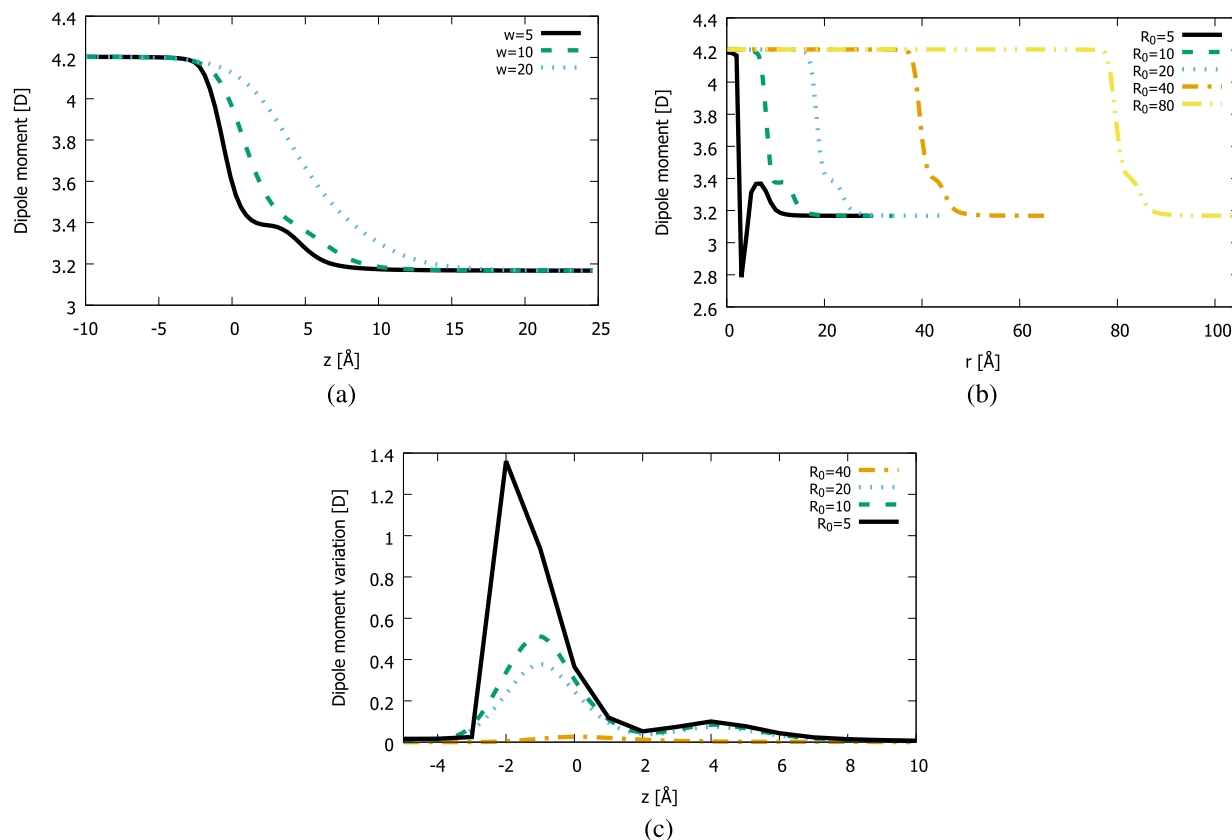 4.4
4.2
4
3.8
3.6
3.4
3.2
3
Dipole moment [D]
-10 -5 0 5 10 15 20 25
z [Å]
w=5
w=10
w=20
(a)
4.4
4.2
4
3.8
3.6
3.4
3.2
3
2.8
2.6
Dipole moment [D]
0 20 40 60 80 100
r [Å]
R₀=5
R₀=10
R₀=20
R₀=40
R₀=80
(b)
1.4
1.2
1
0.8
0.6
0.4
0.2
0
Dipole moment variation [D]
-4 -2 0 2 4 6 8 10
z [Å]
R₀=40
R₀=20
R₀=10
R₀=5
(c)